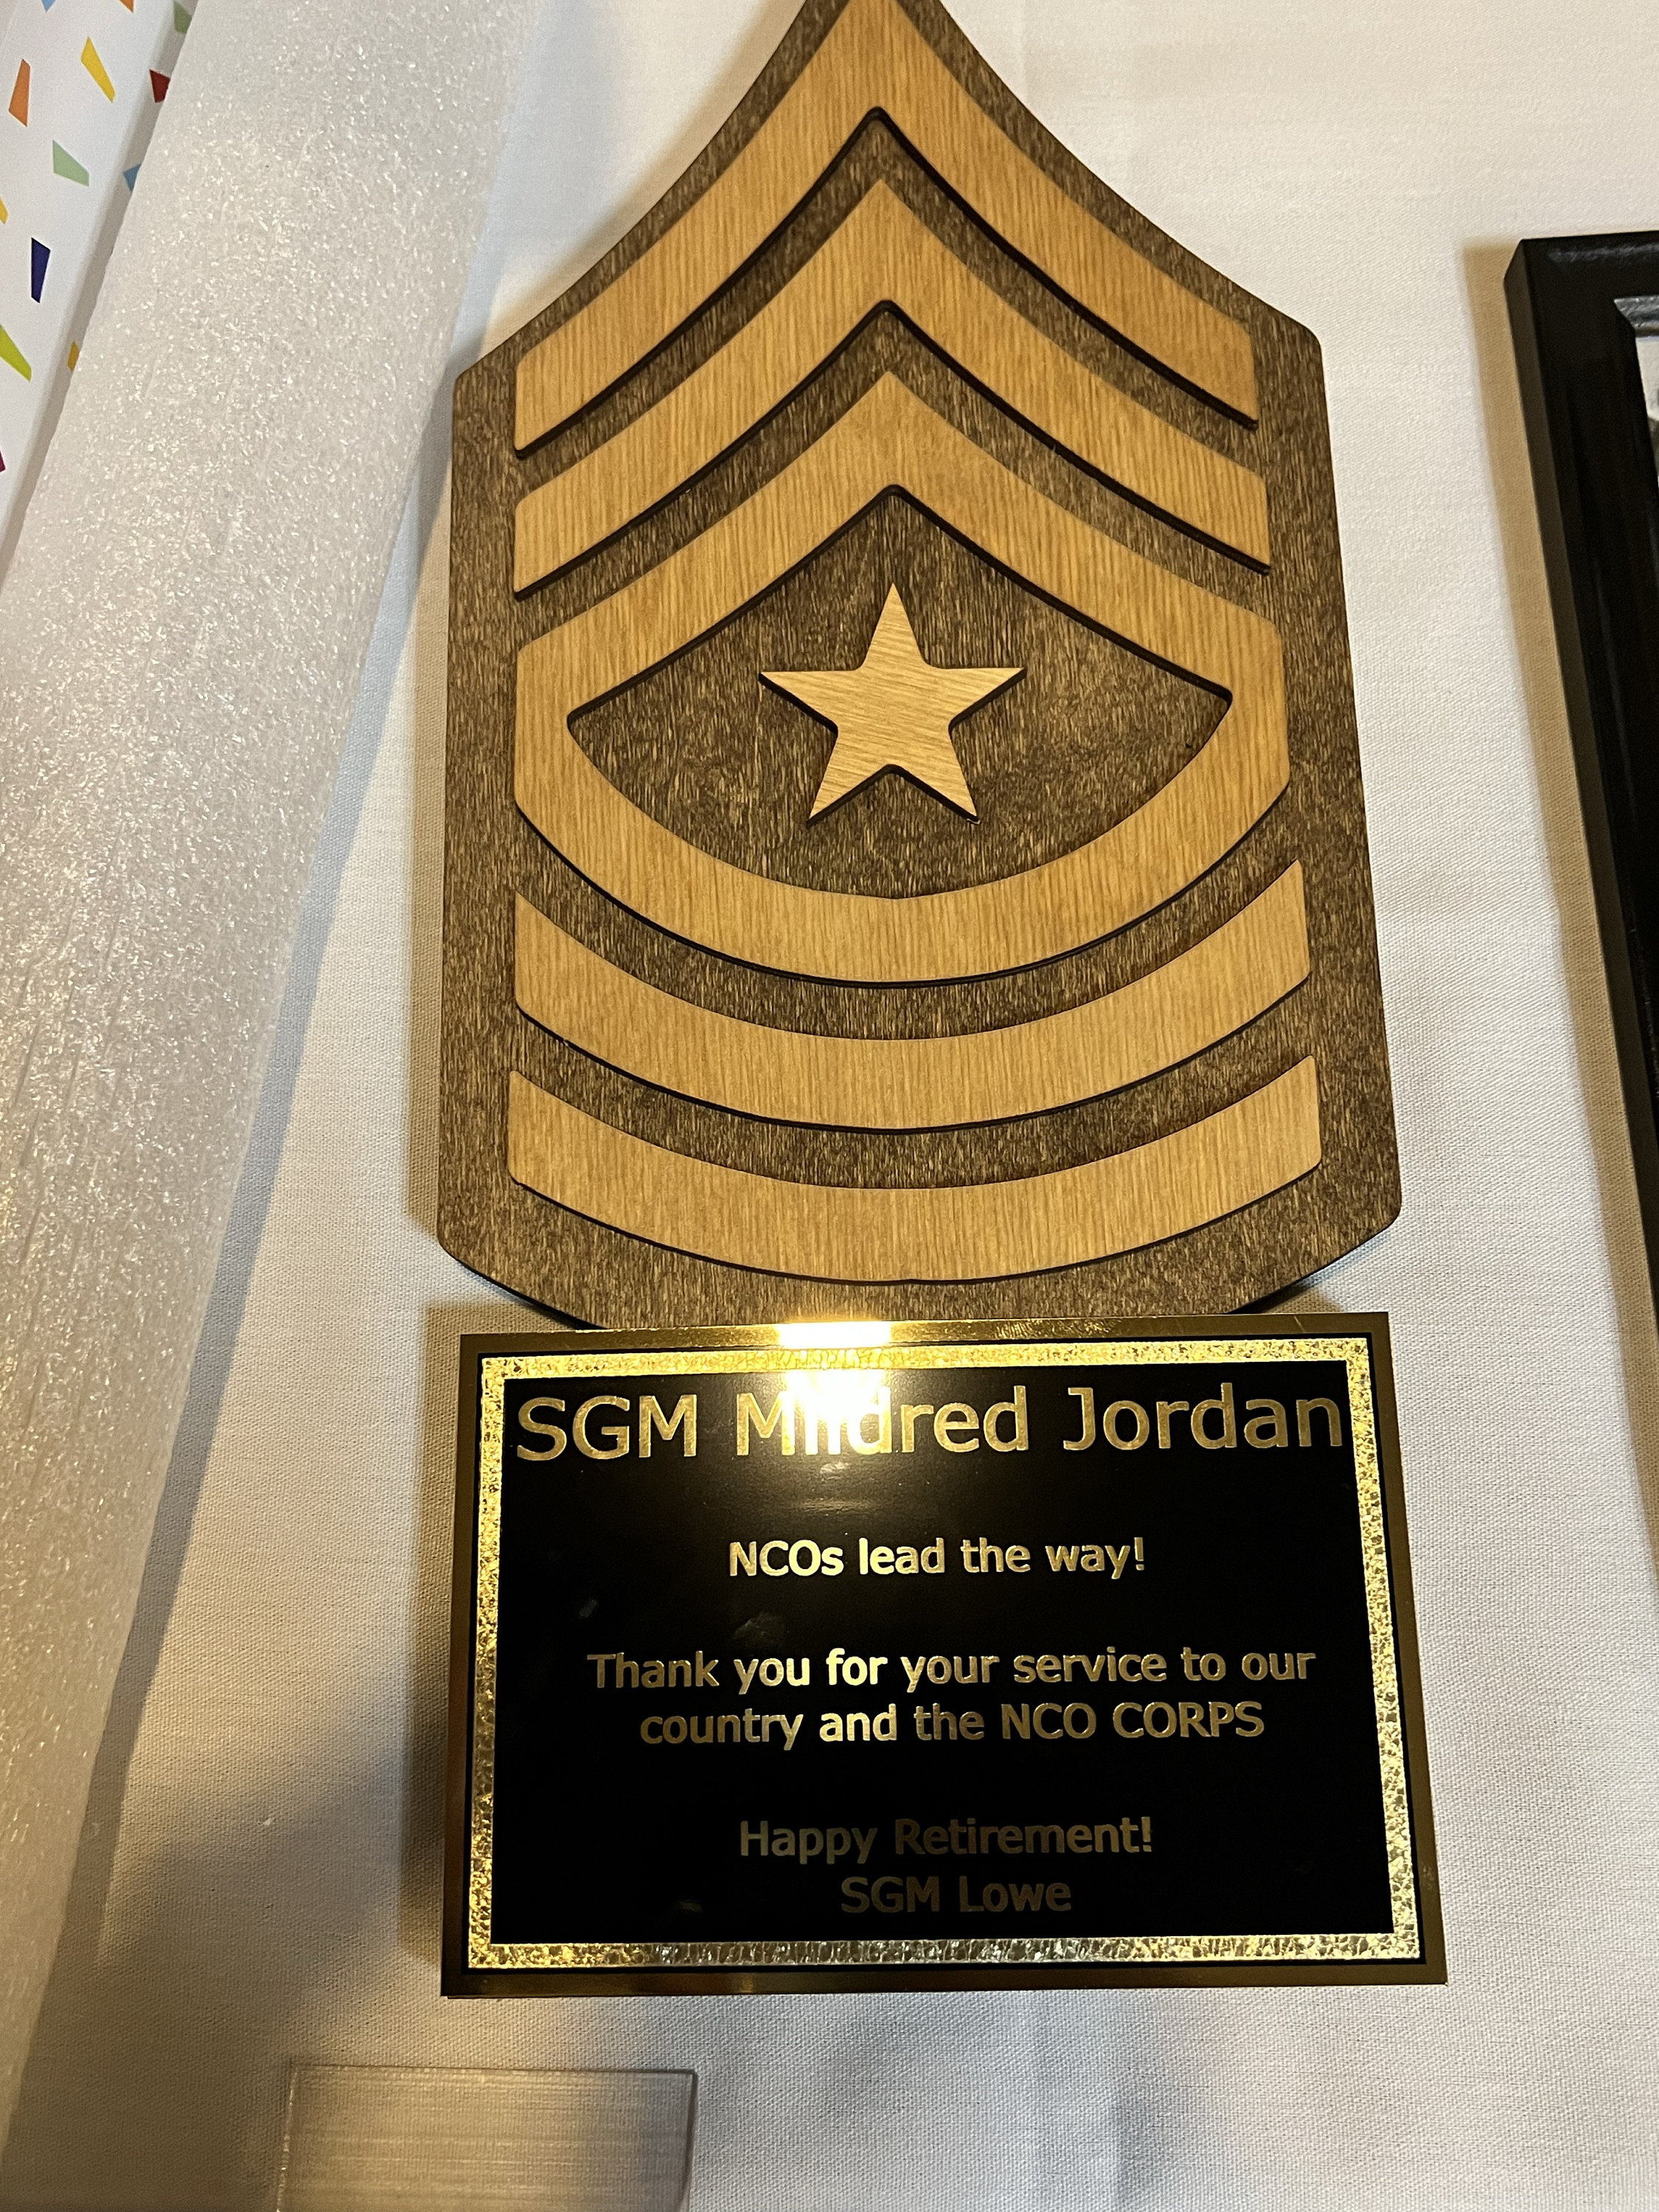 SGM Mildred Jordan
NCOs lead the way!
Thank you for your service to our
country and the NCO CORPS
Happy Retirement!
SGM Lowe